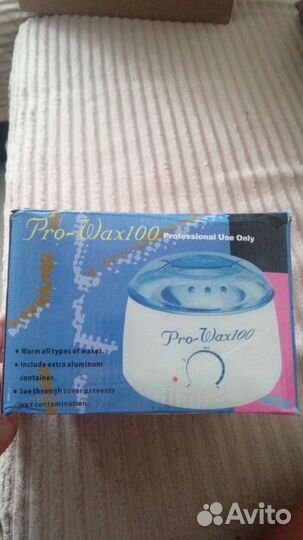 Pro-Wax100 Professional Use Only
Pro-Wax100
• Warm all types of waxes.
• Include extra aluminum
container.
• See through cover prevents
wax contamination.
Avito